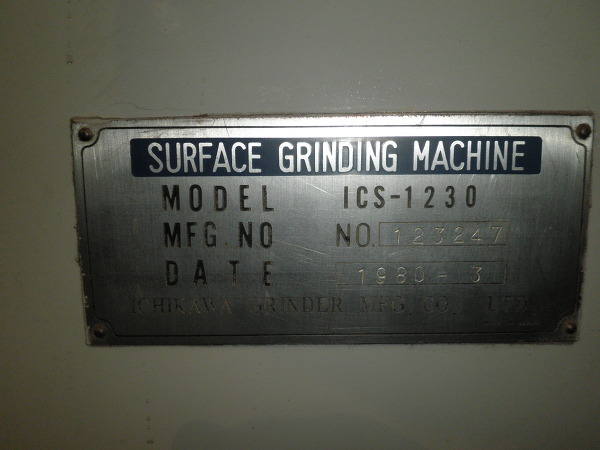 SURFACE GRINDING MACHINE
MODEL ICS-1230
MFG.NO NO. 123247
DATE 1980-3
ICHIKAWA GRINDER MFG. CO., LTD.